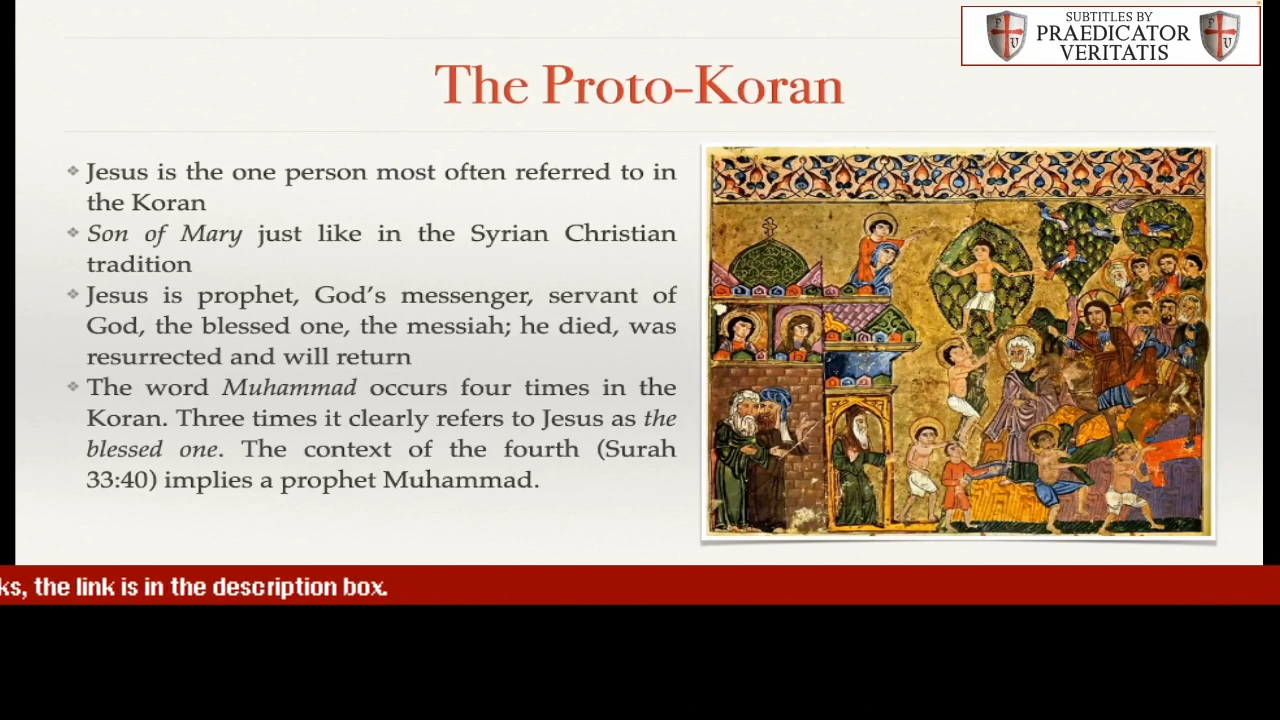 SUBTITLES BY
PRAEDICATOR
VERITATIS
The Proto-Koran
Jesus is the one person most often referred to in
the Koran
Son of Mary just like in the Syrian Christian
tradition
Jesus is prophet, God's messenger, servant of
God, the blessed one, the messiah; he died, was
resurrected and will return
The word Muhammad occurs four times in the
Koran. Three times it clearly refers to Jesus as the
blessed one. The context of the fourth (Surah
33:40) implies a prophet Muhammad.
ks, the link is in the description box.